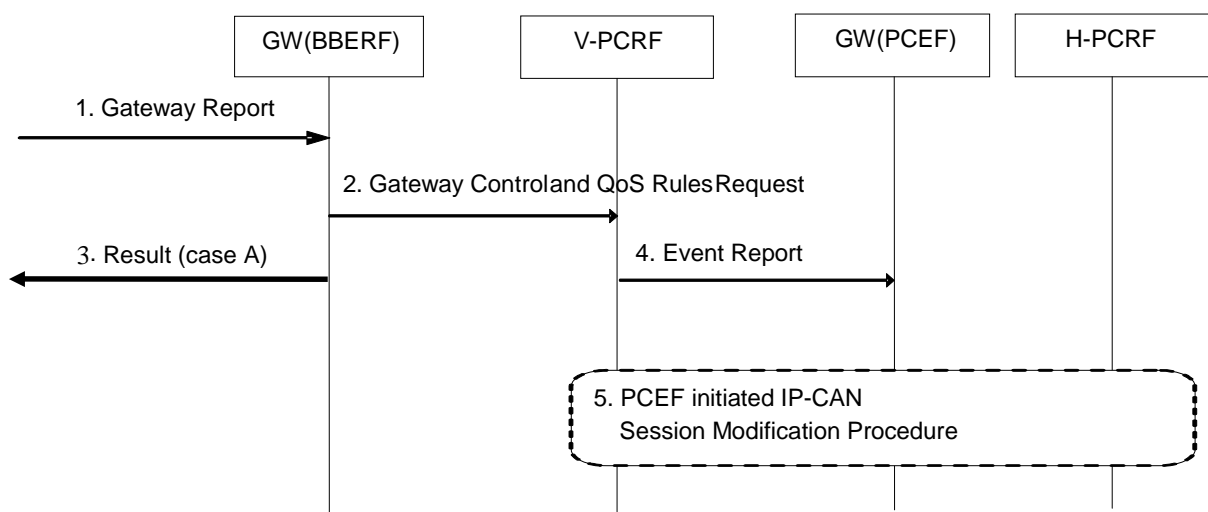 GW(BBERF)
V-PCRF
GW(PCEF)
H-PCRF
1. Gateway Report
2. Gateway Controland QoS RulesRequest
3. Result (case A)
4. Event Report
5. PCEF initiated IP-CAN
Session Modification Procedure